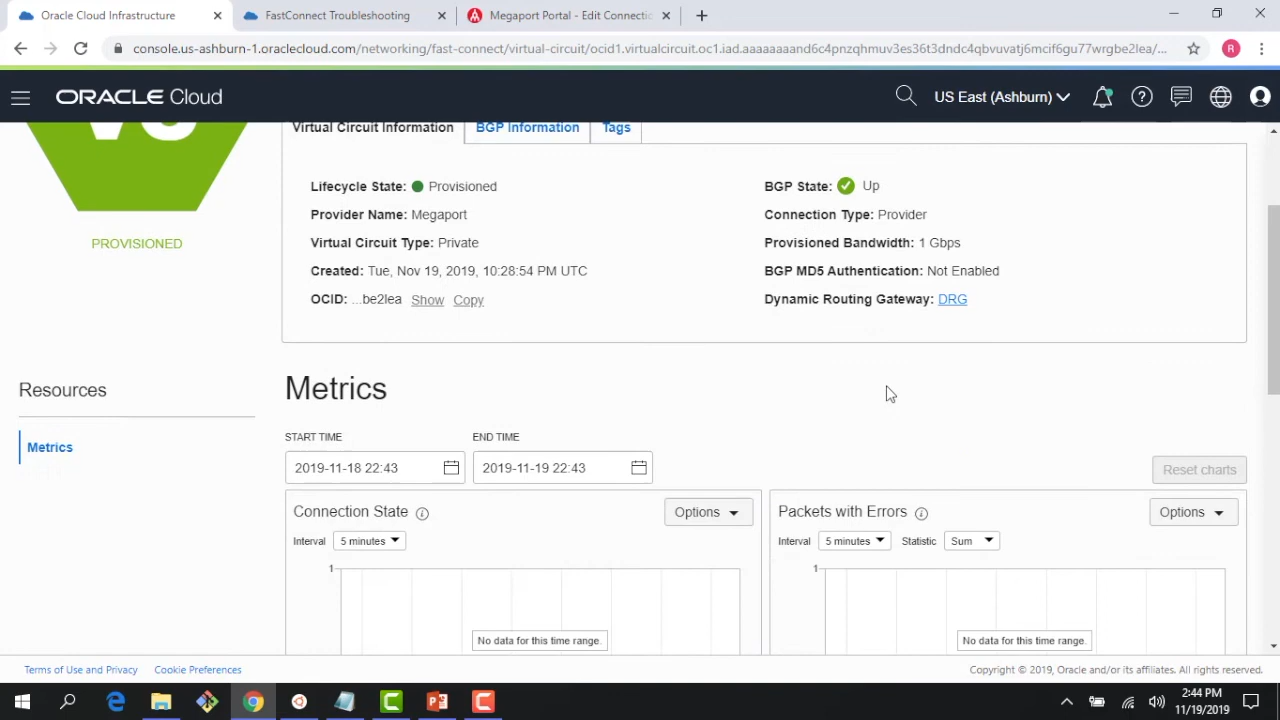 Oracle Cloud Infrastructure
FastConnect Troubleshooting
Megaport Portal - Edit Connectio
console.us-ashburn-1.oraclecloud.com/networking/fast-connect/virtual-circuit/ocid1.virtualcircuit.oc1.iad.aaaaaaaand6c4pnzqhmuv3es36t3dndc4qbvuvatj6mcif6gu77wrgbe2lea/...
R
ORACLE Cloud
US East (Ashburn)
Virtual Circuit Information
BGP Information
Tags
PROVISIONED
Lifecycle State: Provisioned
Provider Name: Megaport
Virtual Circuit Type: Private
Created: Tue, Nov 19, 2019, 10:28:54 PM UTC
OCID: ...be2lea Show Copy
BGP State: Up
Connection Type: Provider
Provisioned Bandwidth: 1 Gbps
BGP MD5 Authentication: Not Enabled
Dynamic Routing Gateway: DRG
Resources
Metrics
Metrics
START TIME
END TIME
2019-11-18 22:43
2019-11-19 22:43
Reset charts
Connection State
Options
Interval 5 minutes
1
No data for this time range.
Packets with Errors
Options
Interval 5 minutes Statistic Sum
1
No data for this time range.
Terms of Use and Privacy
Cookie Preferences
Copyright © 2019, Oracle and/or its affiliates. All rights reserved.
2:44 PM
11/19/2019